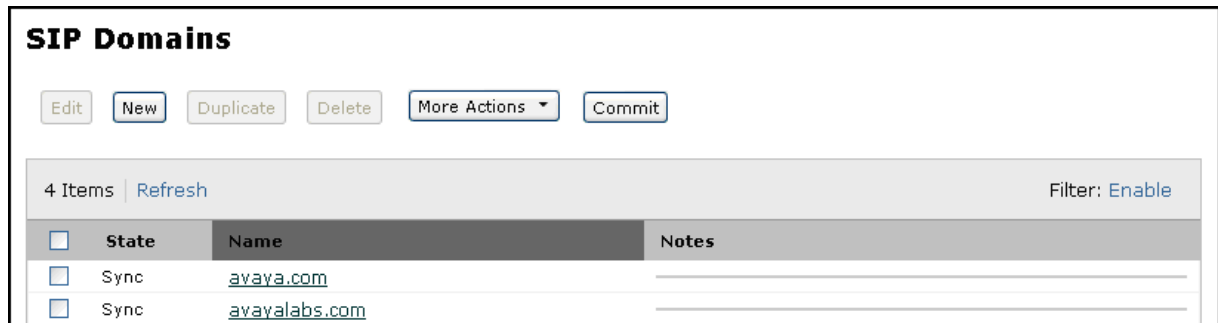 SIP Domains
Edit New Duplicate Delete More Actions Commit
4 Items Refresh Filter: Enable
State Name Notes
Sync avaya.com
Sync avayalabs.com